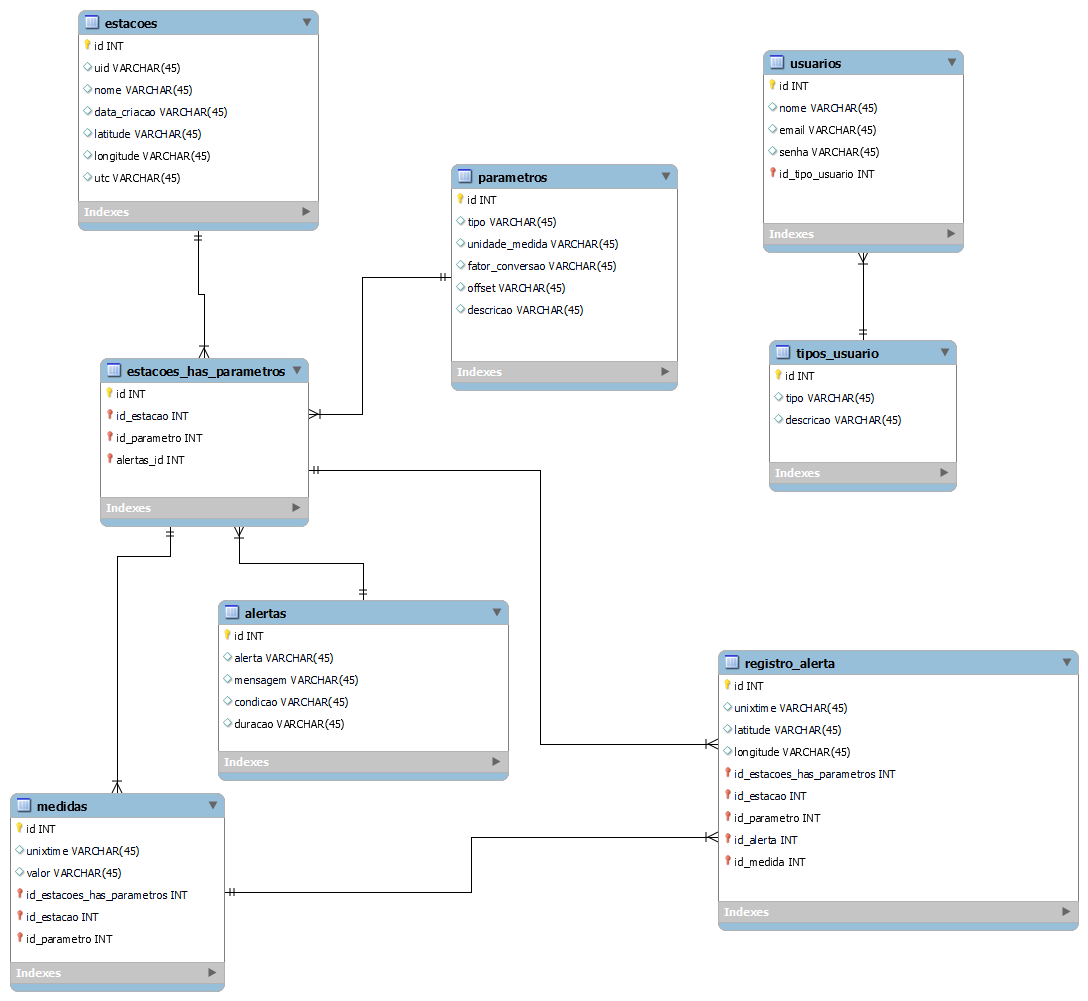 estacoes
id INT
uid VARCHAR(45)
nome VARCHAR(45)
data_criacao VARCHAR(45)
latitude VARCHAR(45)
longitude VARCHAR(45)
utc VARCHAR(45)
Indexes
usuarios
id INT
nome VARCHAR(45)
email VARCHAR(45)
senha VARCHAR(45)
id_tipo_usuario INT
Indexes
parametros
id INT
tipo VARCHAR(45)
unidade_medida VARCHAR(45)
fator_conversao VARCHAR(45)
offset VARCHAR(45)
descricao VARCHAR(45)
Indexes
tipos_usuario
id INT
tipo VARCHAR(45)
descricao VARCHAR(45)
Indexes
estacoes_has_parametros
id INT
id_estacao INT
id_parametro INT
alertas_id INT
Indexes
alertas
id INT
alerta VARCHAR(45)
mensagem VARCHAR(45)
condicao VARCHAR(45)
duracao VARCHAR(45)
Indexes
registro_alerta
id INT
unixtime VARCHAR(45)
latitude VARCHAR(45)
longitude VARCHAR(45)
id_estacoes_has_parametros INT
id_estacao INT
id_parametro INT
id_alerta INT
id_medida INT
Indexes
medidas
id INT
unixtime VARCHAR(45)
valor VARCHAR(45)
id_estacoes_has_parametros INT
id_estacao INT
id_parametro INT
Indexes